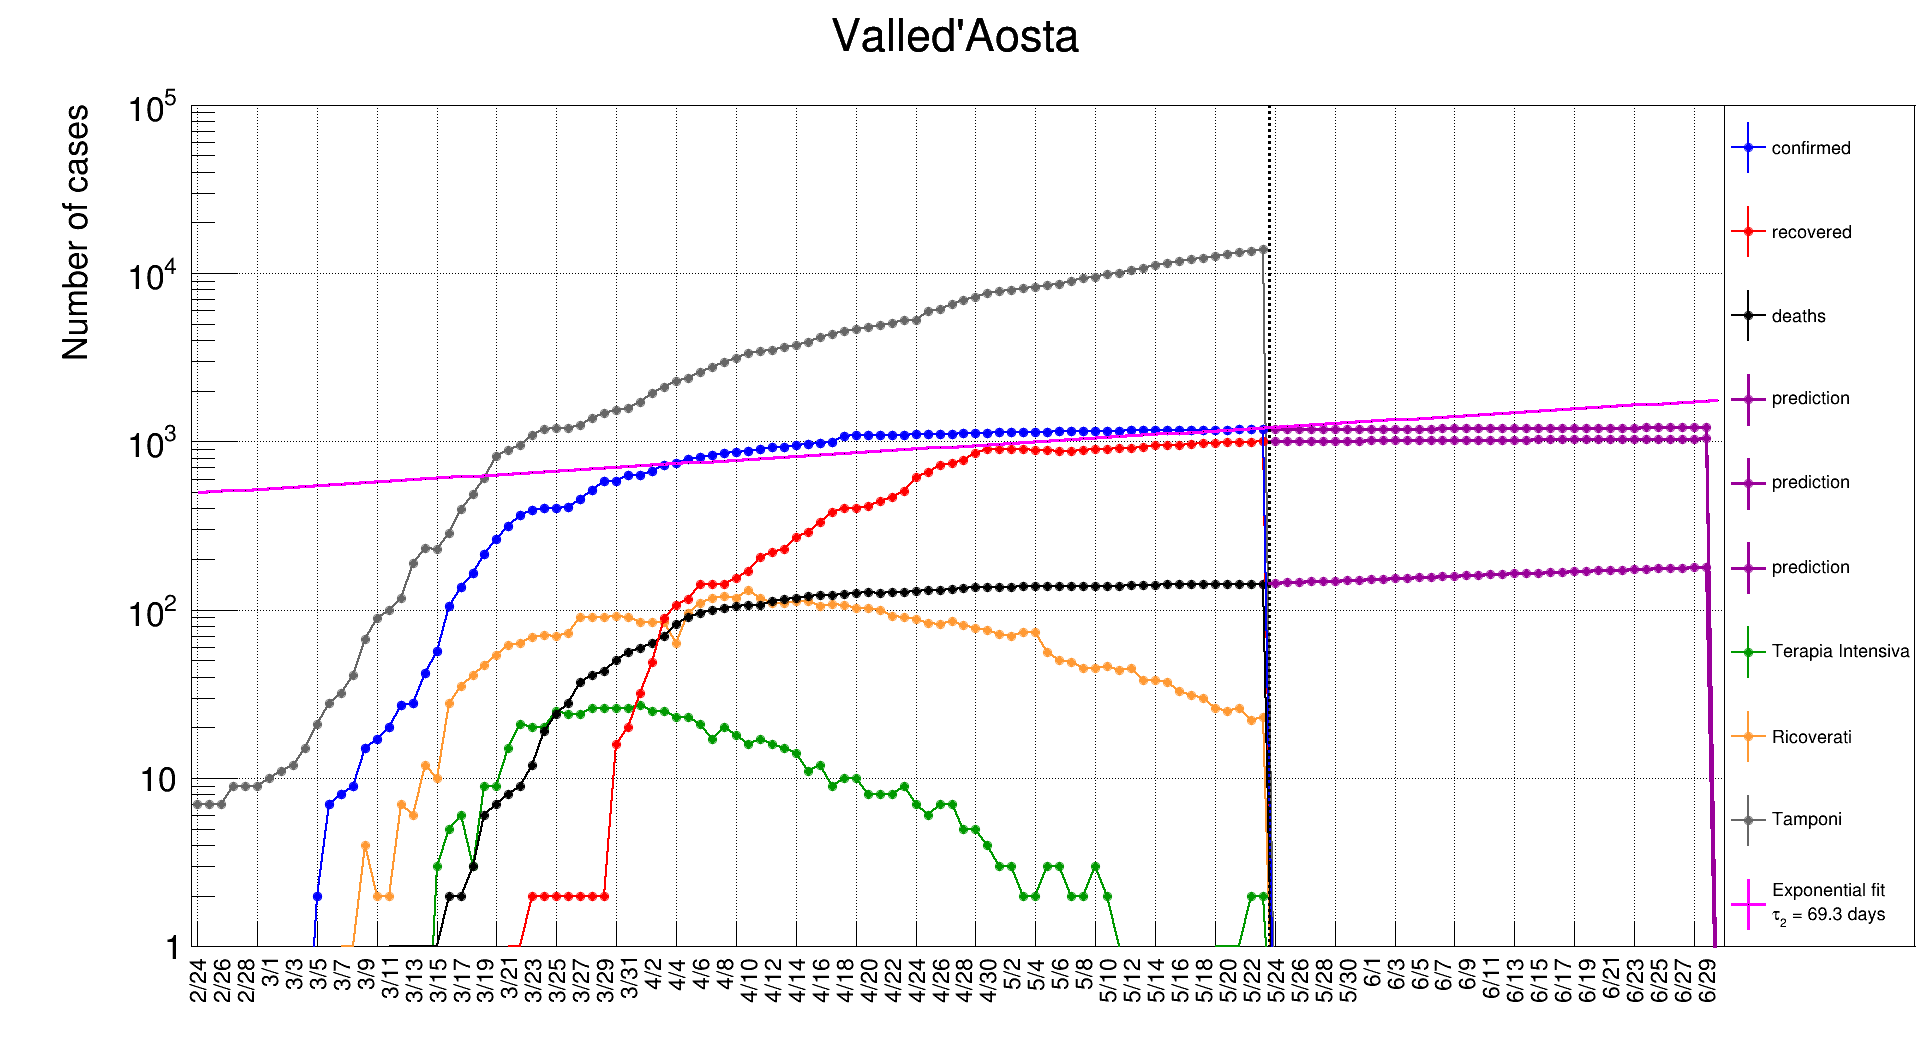 Valled'Aosta
Number of cases
10^5
10^4
10^3
10^2
10
1
2/24 2/26 2/28 3/1 3/3 3/5 3/7 3/9 3/11 3/13 3/15 3/17 3/19 3/21 3/23 3/25 3/27 3/29 3/31 4/2 4/4 4/6 4/8 4/10 4/12 4/14 4/16 4/18 4/20 4/22 4/24 4/26 4/28 4/30 5/2 5/4 5/6 5/8 5/10 5/12 5/14 5/16 5/18 5/20 5/22 5/24 5/26 5/28 5/30 6/1 6/3 6/5 6/7 6/9 6/11 6/13 6/15 6/17 6/19 6/21 6/23 6/25 6/27 6/29
confirmed
recovered
deaths
prediction
prediction
prediction
Terapia Intensiva
Ricoverati
Tamponi
Exponential fit
τ₂ = 69.3 days